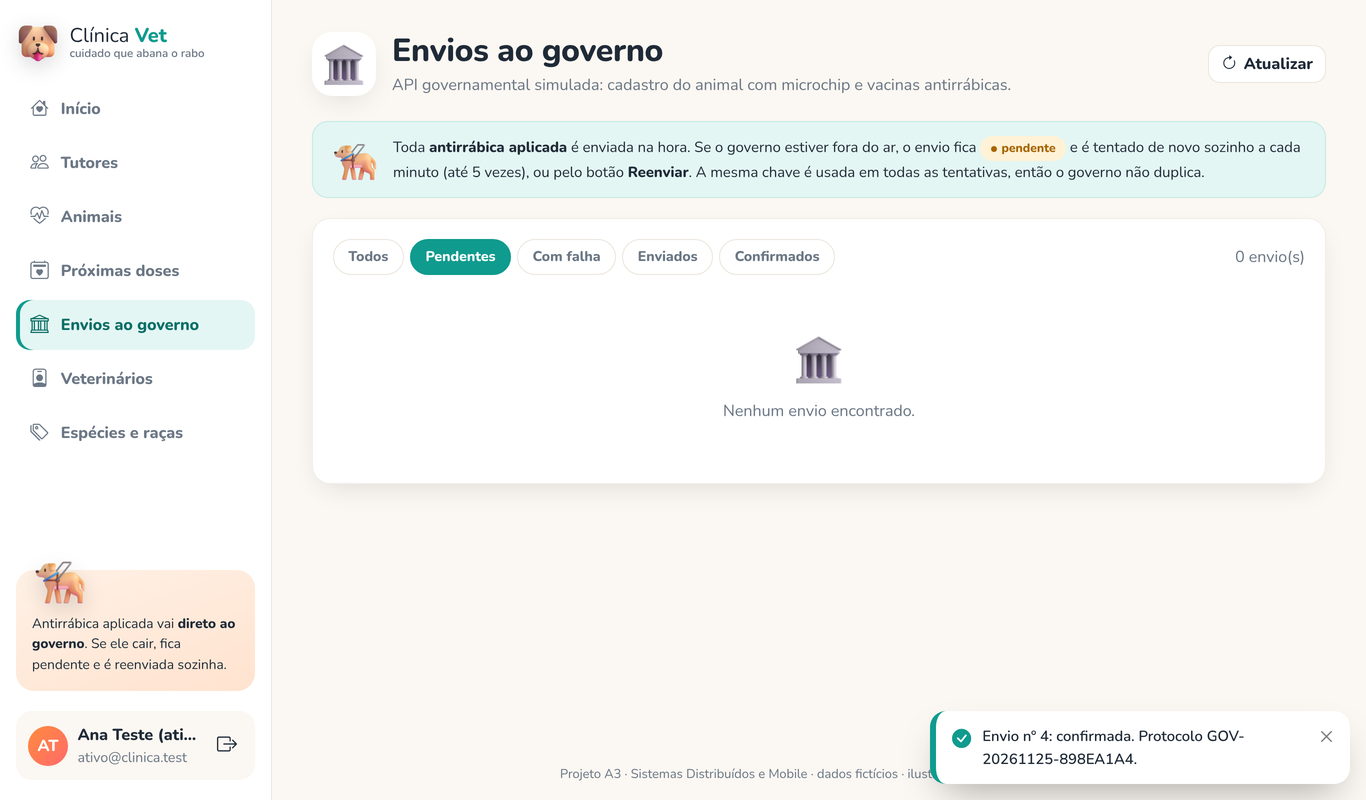 Clínica Vet
cuidado que abana o rabo
Início
Tutores
Animais
Próximas doses
Envios ao governo
Veterinários
Espécies e raças
Antirrábica aplicada vai direto ao
governo. Se ele cair, fica
pendente e é reenviada sozinha.
AT
Ana Teste (ati...
ativo@clinica.test
Envios ao governo
API governamental simulada: cadastro do animal com microchip e vacinas antirrábicas.
Atualizar
Toda antirrábica aplicada é enviada na hora. Se o governo estiver fora do ar, o envio fica pendente e é tentado de novo sozinho a cada
minuto (até 5 vezes), ou pelo botão Reenviar. A mesma chave é usada em todas as tentativas, então o governo não duplica.
Todos
Pendentes
Com falha
Enviados
Confirmados
0 envio(s)
Nenhum envio encontrado.
Projeto A3 · Sistemas Distribuídos e Mobile · dados fictícios · ilust
Envio nº 4: confirmada. Protocolo GOV-
20261125-898EA1A4.